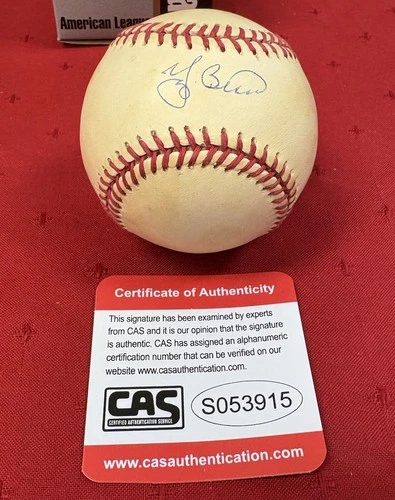 American Leag
Y. Berra
Certificate of Authenticity
This signature has been examined by experts
from CAS and it is our opinion that the signature
is authentic. CAS has assigned an alphanumeric
certification number that can be verified on our
website www.casauthentication.com.
CAS
CERTIFIED AUTHENTICATION SERVICE
S053915
www.casauthentication.com